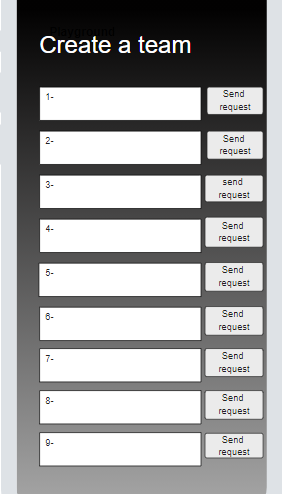 Create a team
1-
Send
request
2-
Send
request
3-
send
request
4-
Send
request
5-
Send
request
6-
Send
request
7-
Send
request
8-
Send
request
9-
Send
request